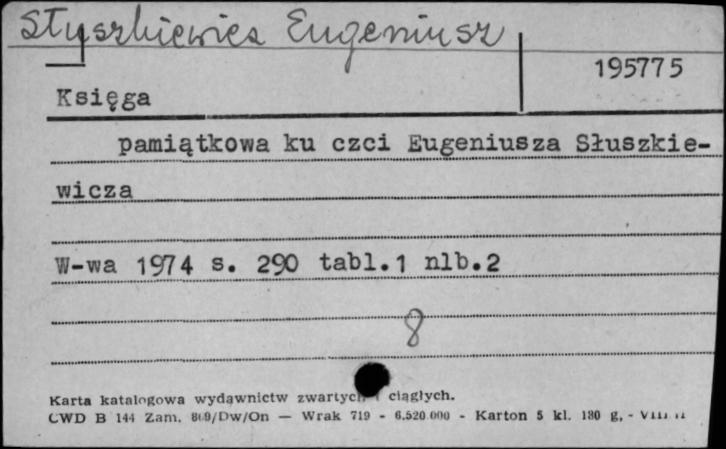 Słuszkiewicz Eugeniusz
195775
Księga
pamiątkowa ku czci Eugeniusza Słuszkie-
wicza
W-wa 1974 s. 290 tabl.1 nlb.2
8
Karta katalogowa wydawnictw zwartych i ciągłych.
CWD B 144 Zam. 869/Dw/On — Wrak 719 - 6.520.000 - Karton 5 kl. 180 g. -